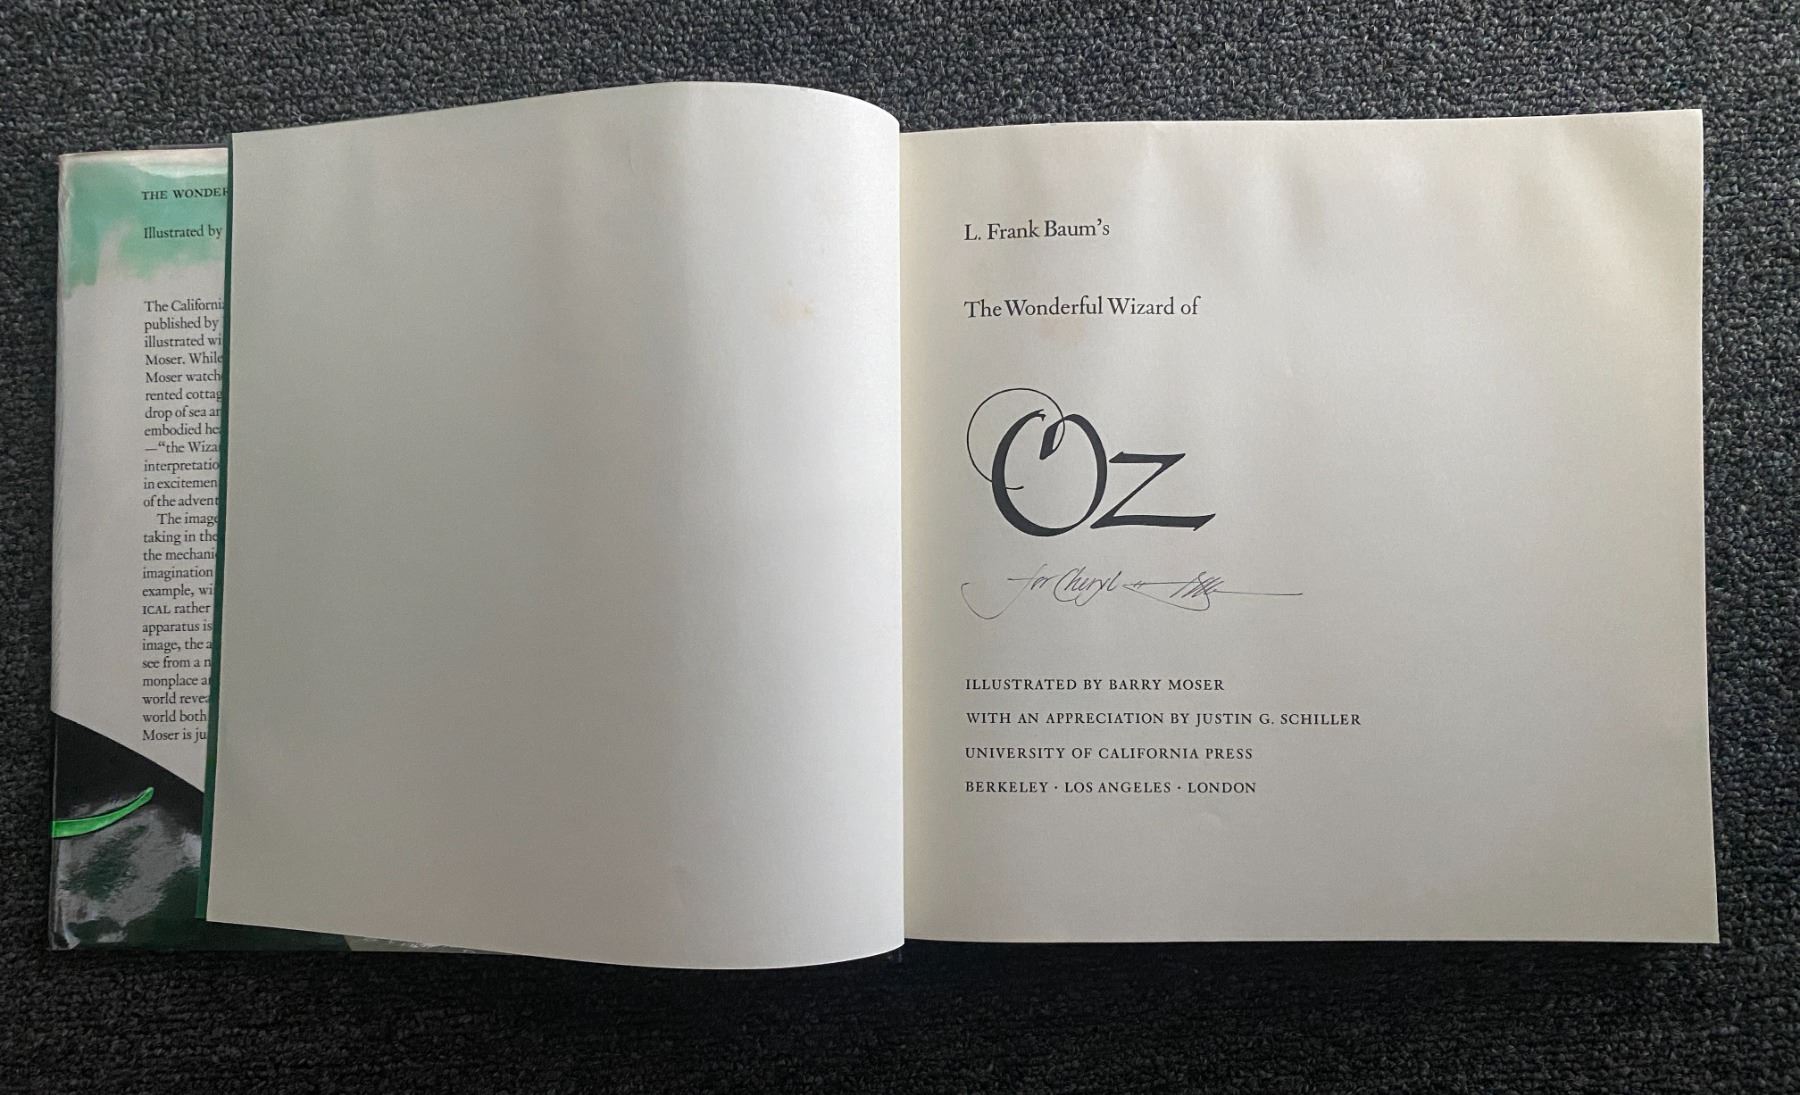 THE WONDER
Illustrated by
The Californi
published by
illustrated wi
Moser. While
Moser watch
rented cottag
drop of sea an
embodied he
—“the Wiza
interpretatio
in excitemen
of the advent
The image
taking in the
the mechani
imagination
example, wi
ICAL rather
apparatus is
image, the a
see from a n
monplace a
world revea
world both
Moser is ju
L. Frank Baum’s
The Wonderful Wizard of
Oz
for Cheryl
ILLUSTRATED BY BARRY MOSER
WITH AN APPRECIATION BY JUSTIN G. SCHILLER
UNIVERSITY OF CALIFORNIA PRESS
BERKELEY · LOS ANGELES · LONDON